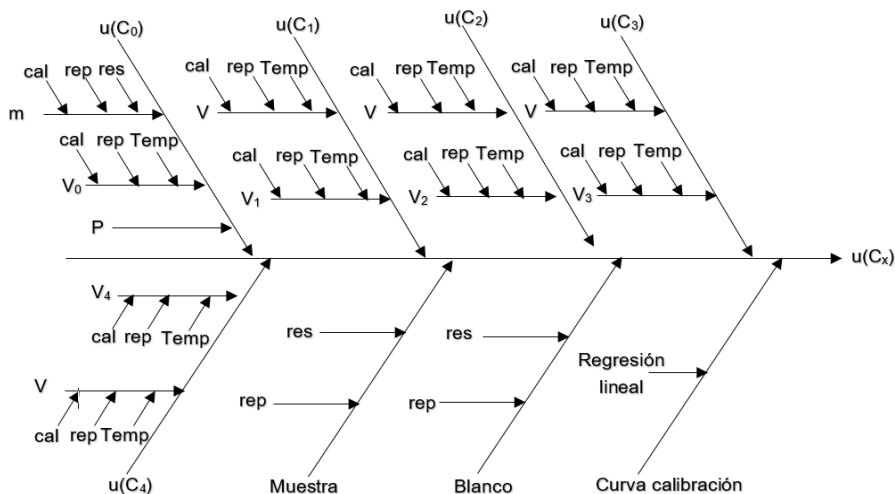 u(C₀)
u(C₁)
u(C₂)
u(C₃)
cal rep res
m
cal rep Temp
V
cal rep Temp
V
cal rep Temp
V
cal rep Temp
V₀
cal rep Temp
V₁
cal rep Temp
V₂
cal rep Temp
V₃
P
u(Cₓ)
V₄
cal rep Temp
res
res
Regresión
lineal
V
rep
rep
cal rep Temp
u(C₄)
Muestra
Blanco
Curva calibración